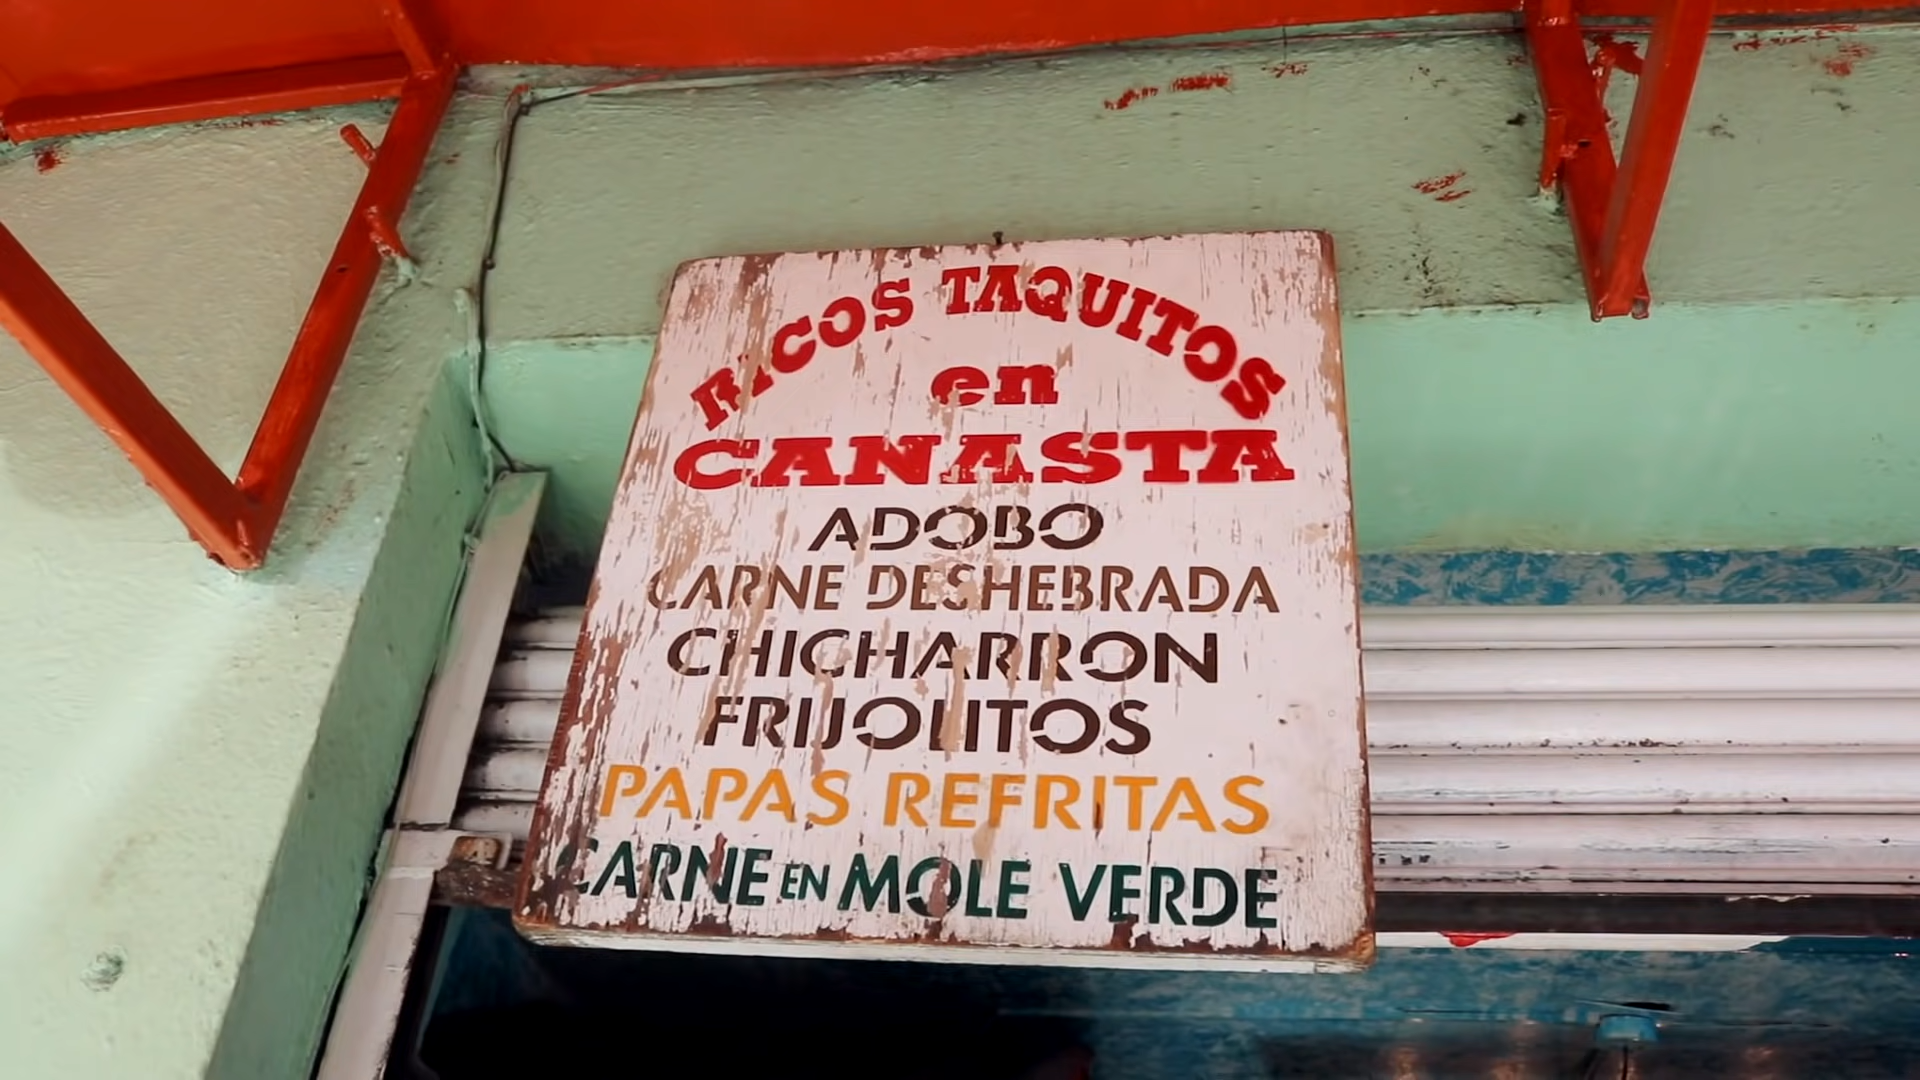 RICOS TAQUITOS
en
CANASTA
ADOBO
CARNE DESHEBRADA
CHICHARRON
FRIJOLITOS
PAPAS REFRITAS
CARNE EN MOLE VERDE